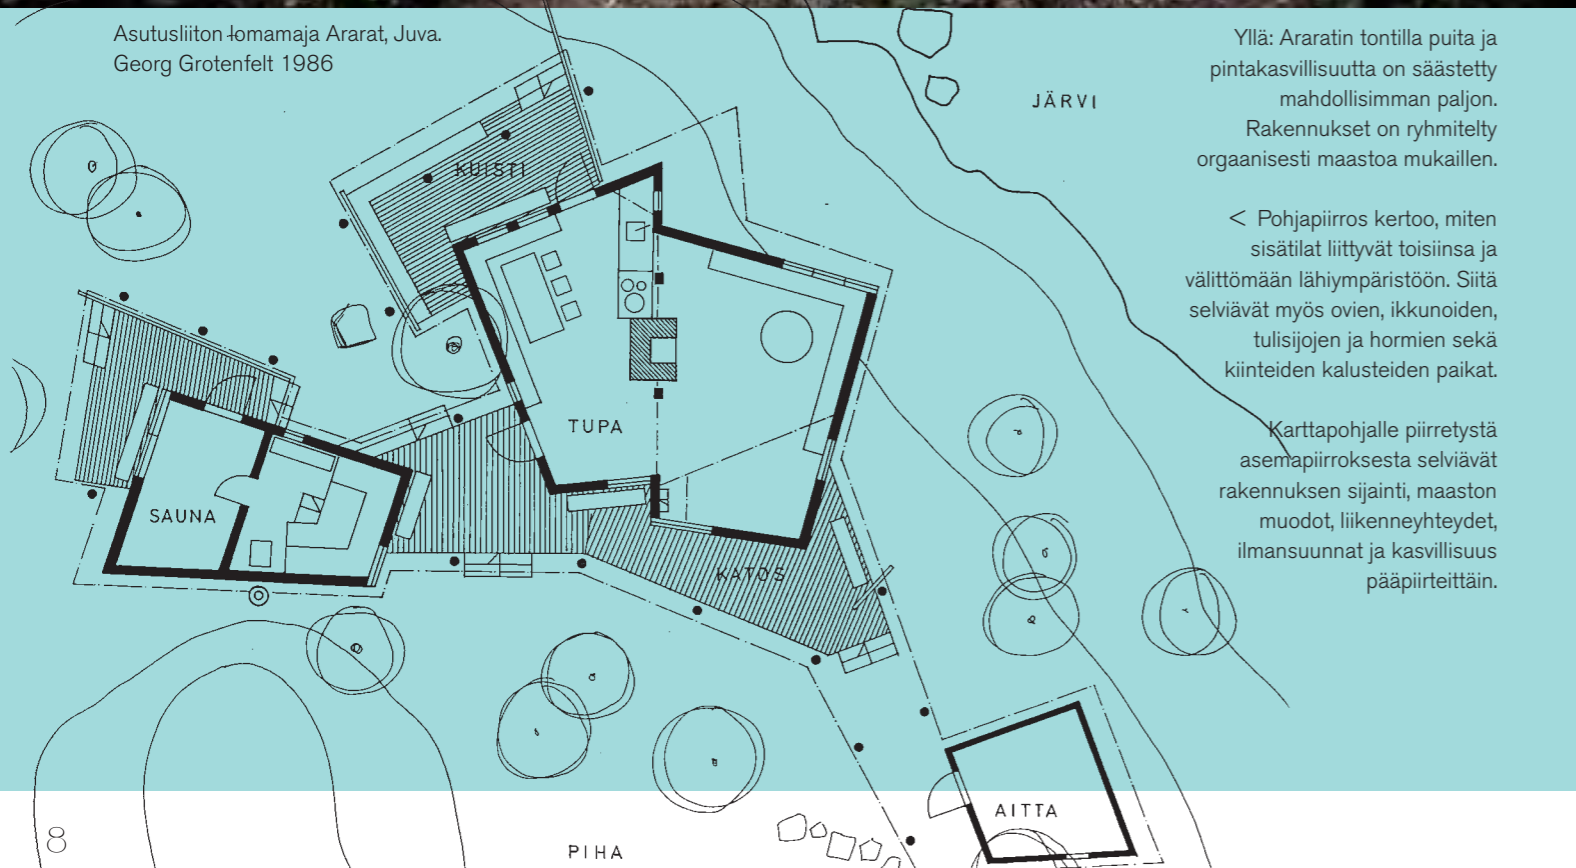 Asutusliiton lomamaja Ararat, Juva.
Georg Grotenfelt 1986
Yllä: Araratin tontilla puita ja
pintakasvillisuutta on säästetty
mahdollisimman paljon.
Rakennukset on ryhmitelty
orgaanisesti maastoa mukaillen.
< Pohjapiirros kertoo, miten
sisätilat liittyvät toisiinsa ja
välittömään lähiympäristöön. Siitä
selviävät myös ovien, ikkunoiden,
tulisijojen ja hormien sekä
kiinteiden kalusteiden paikat.
Karttapohjalle piirretystä
asemapiirroksesta selviävät
rakennuksen sijainti, maaston
muodot, liikenneyhteydet,
ilmansuunnat ja kasvillisuus
pääpiirteittäin.
JÄRVI
KUISTI
TUPA
SAUNA
KATOS
AITTA
PIHA
8